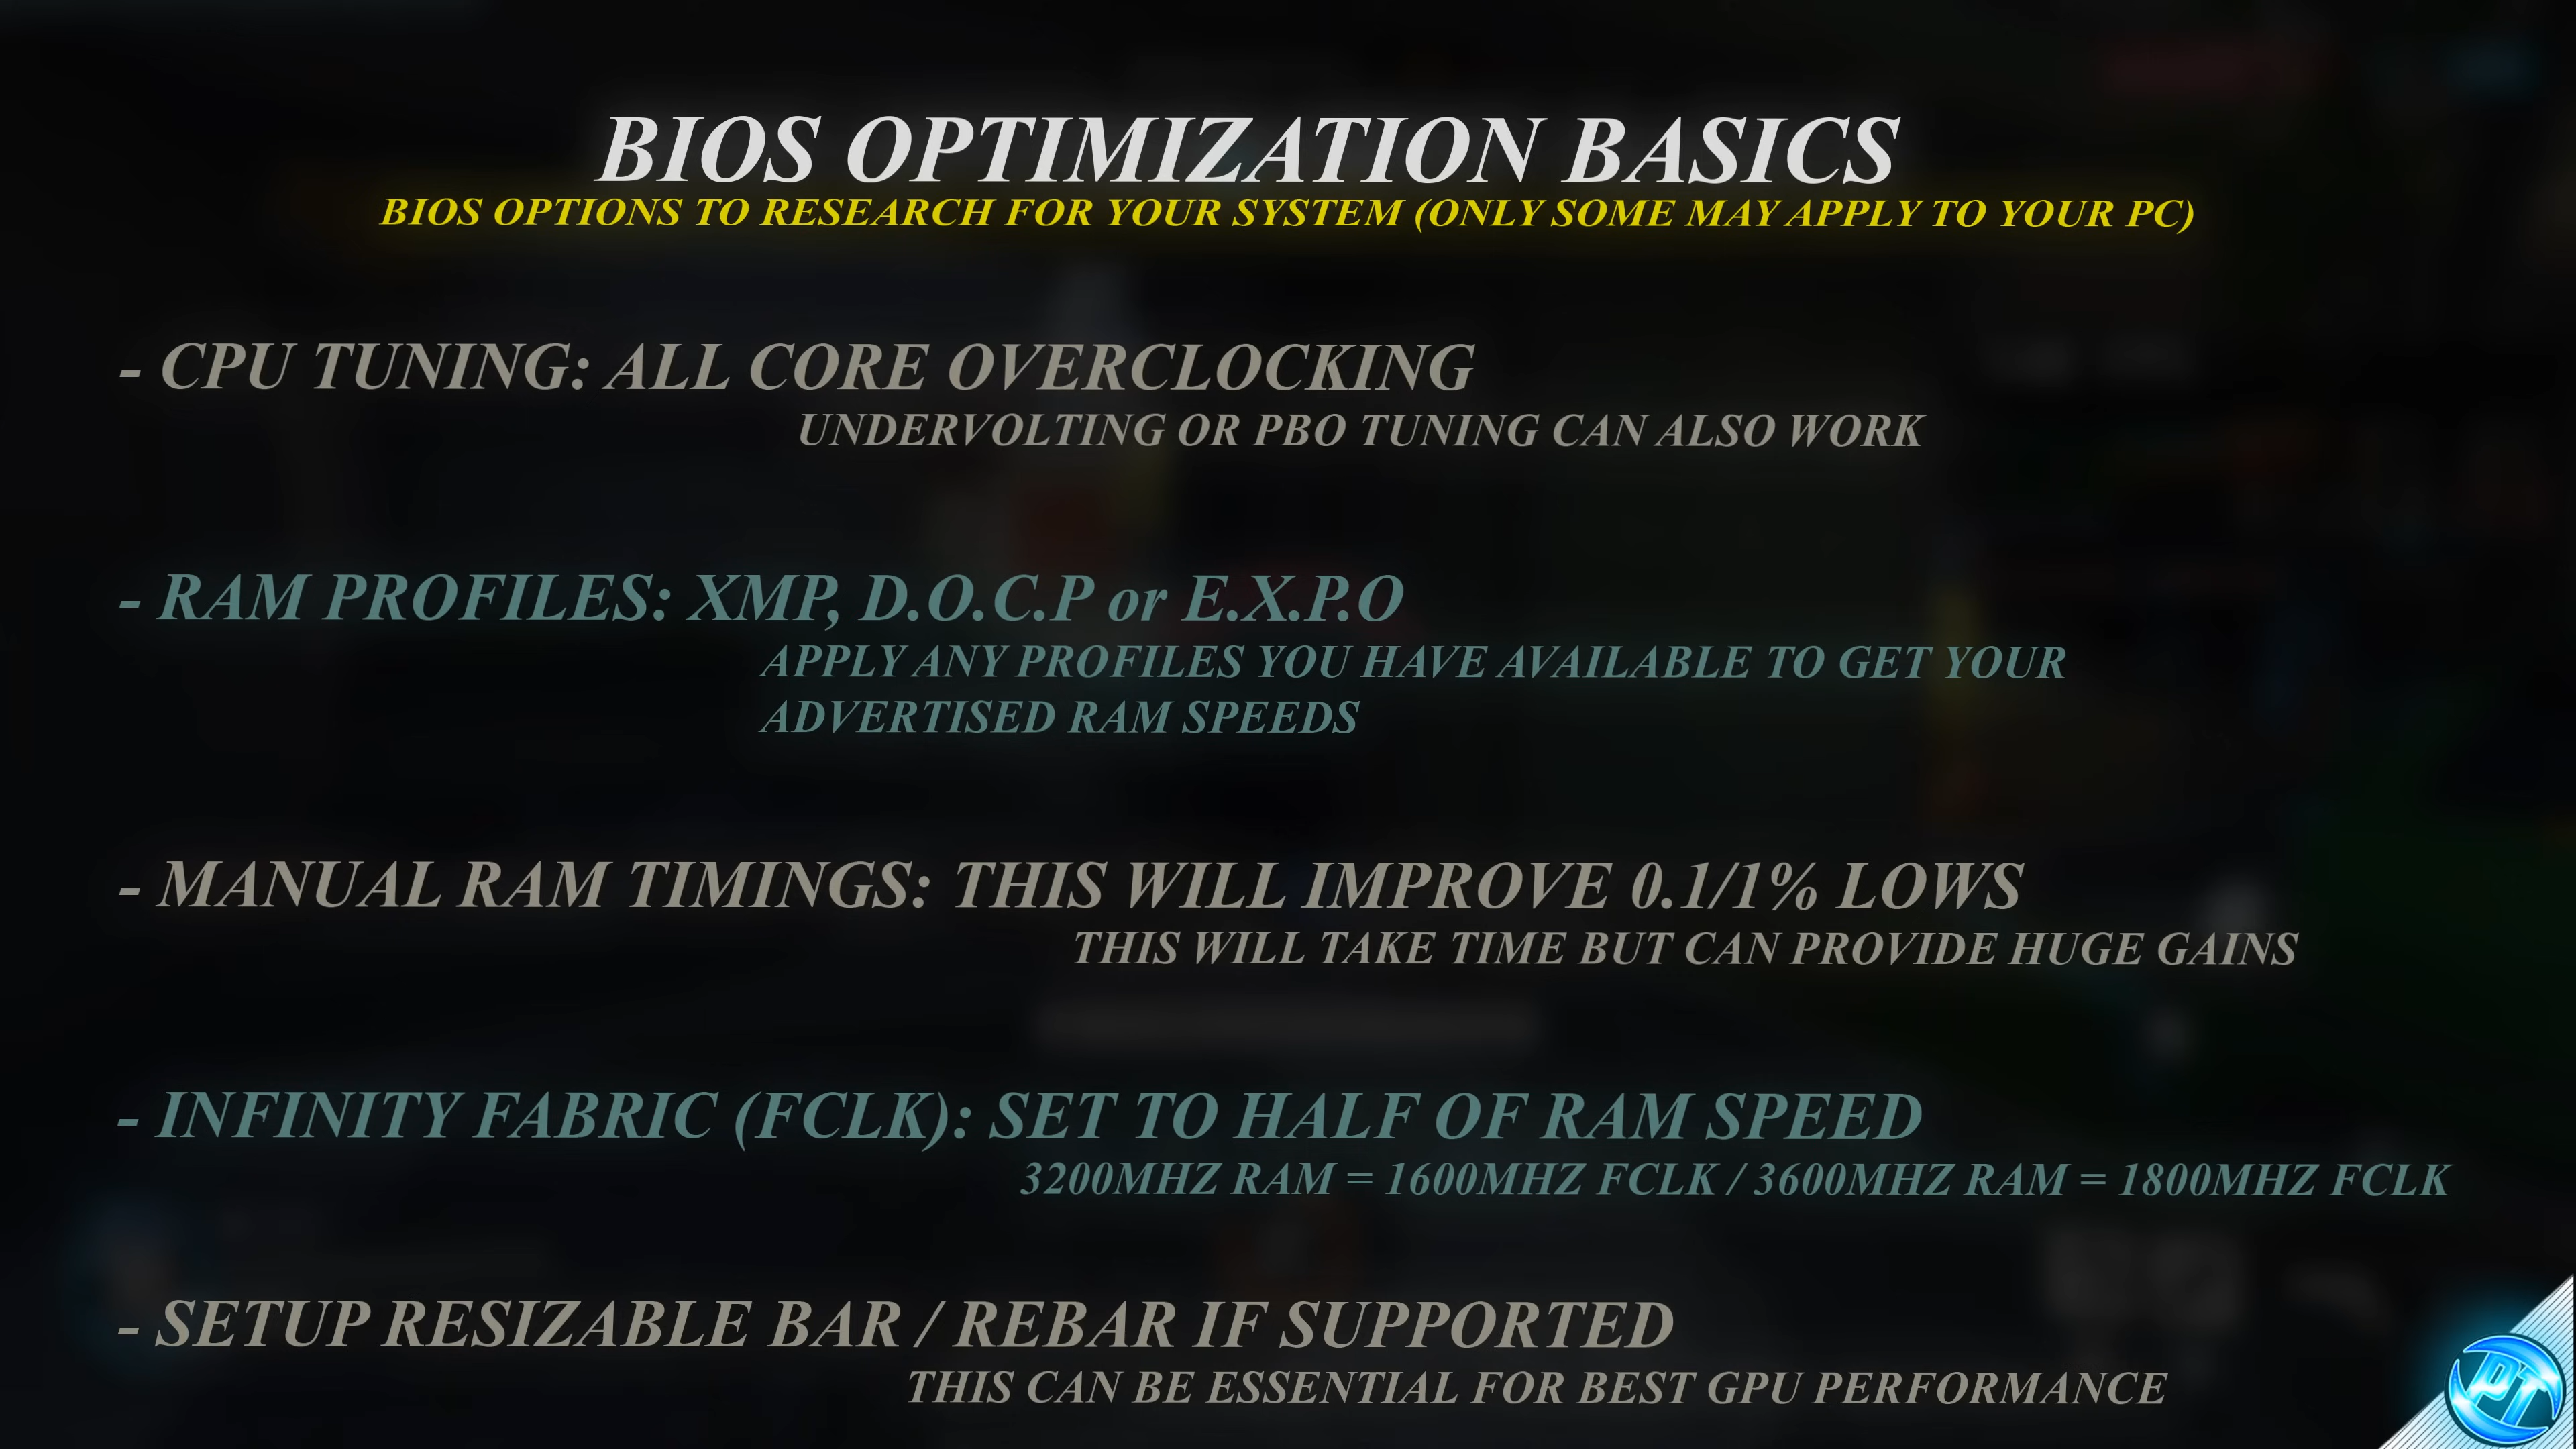 BIOS OPTIMIZATION BASICS
BIOS OPTIONS TO RESEARCH FOR YOUR SYSTEM (ONLY SOME MAY APPLY TO YOUR PC)
- CPU TUNING: ALL CORE OVERCLOCKING
UNDERVOLTING OR PBO TUNING CAN ALSO WORK
- RAM PROFILES: XMP, D.O.C.P or E.X.P.O
APPLY ANY PROFILES YOU HAVE AVAILABLE TO GET YOUR
ADVERTISED RAM SPEEDS
- MANUAL RAM TIMINGS: THIS WILL IMPROVE 0.1/1% LOWS
THIS WILL TAKE TIME BUT CAN PROVIDE HUGE GAINS
- INFINITY FABRIC (FCLK): SET TO HALF OF RAM SPEED
3200MHZ RAM = 1600MHZ FCLK / 3600MHZ RAM = 1800MHZ FCLK
- SETUP RESIZABLE BAR / REBAR IF SUPPORTED
THIS CAN BE ESSENTIAL FOR BEST GPU PERFORMANCE
PT